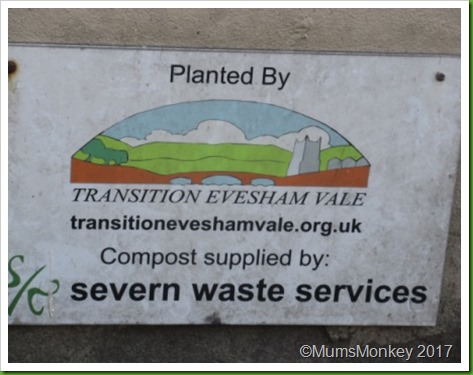 Planted By
TRANSITION EVESHAM VALE
transitioneveshamvale.org.uk
Compost supplied by:
severn waste services
©MumsMonkey 2017